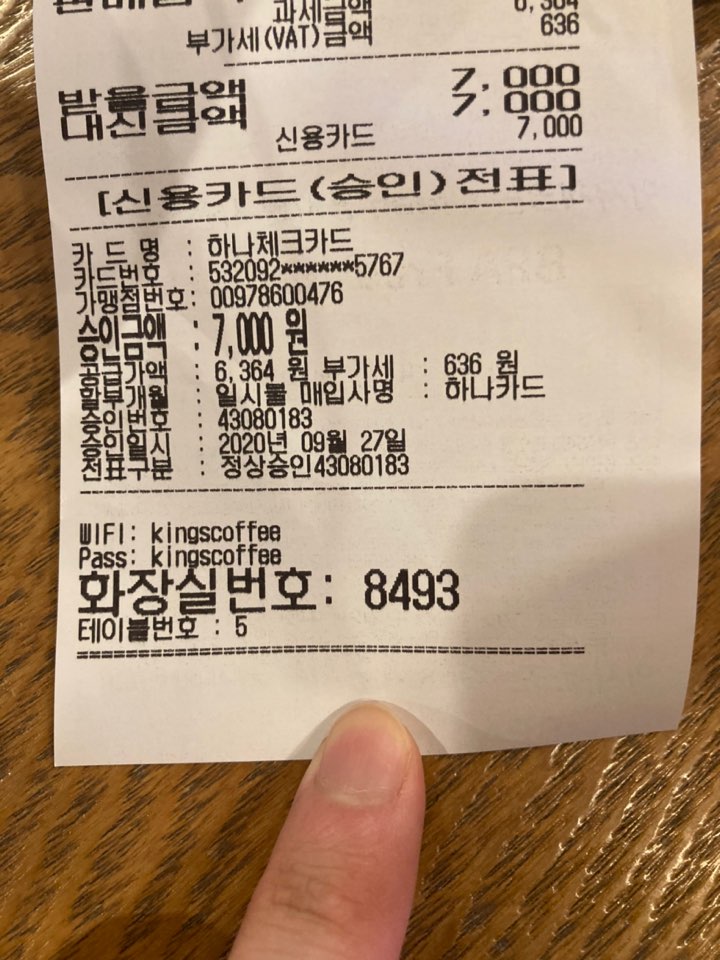 과세금액 6,364
부가세(VAT)금액 636
받을금액 7,000
대신금액 7,000
신용카드 7,000
[신용카드(승인)전표]
카 드 명 : 하나체크카드
카드번호 : 532092******5767
가맹점번호: 00978600476
승인금액 : 7,000 원
공급가액 : 6,364 원 부가세 : 636 원
할부개월 : 일시불 매입사명 : 하나카드
승인번호 : 43080183
승인일시 : 2020년 09월 27일
전표구분 : 정상승인43080183
WIFI: kingscoffee
Pass: kingscoffee
화장실번호: 8493
테이블번호 : 5